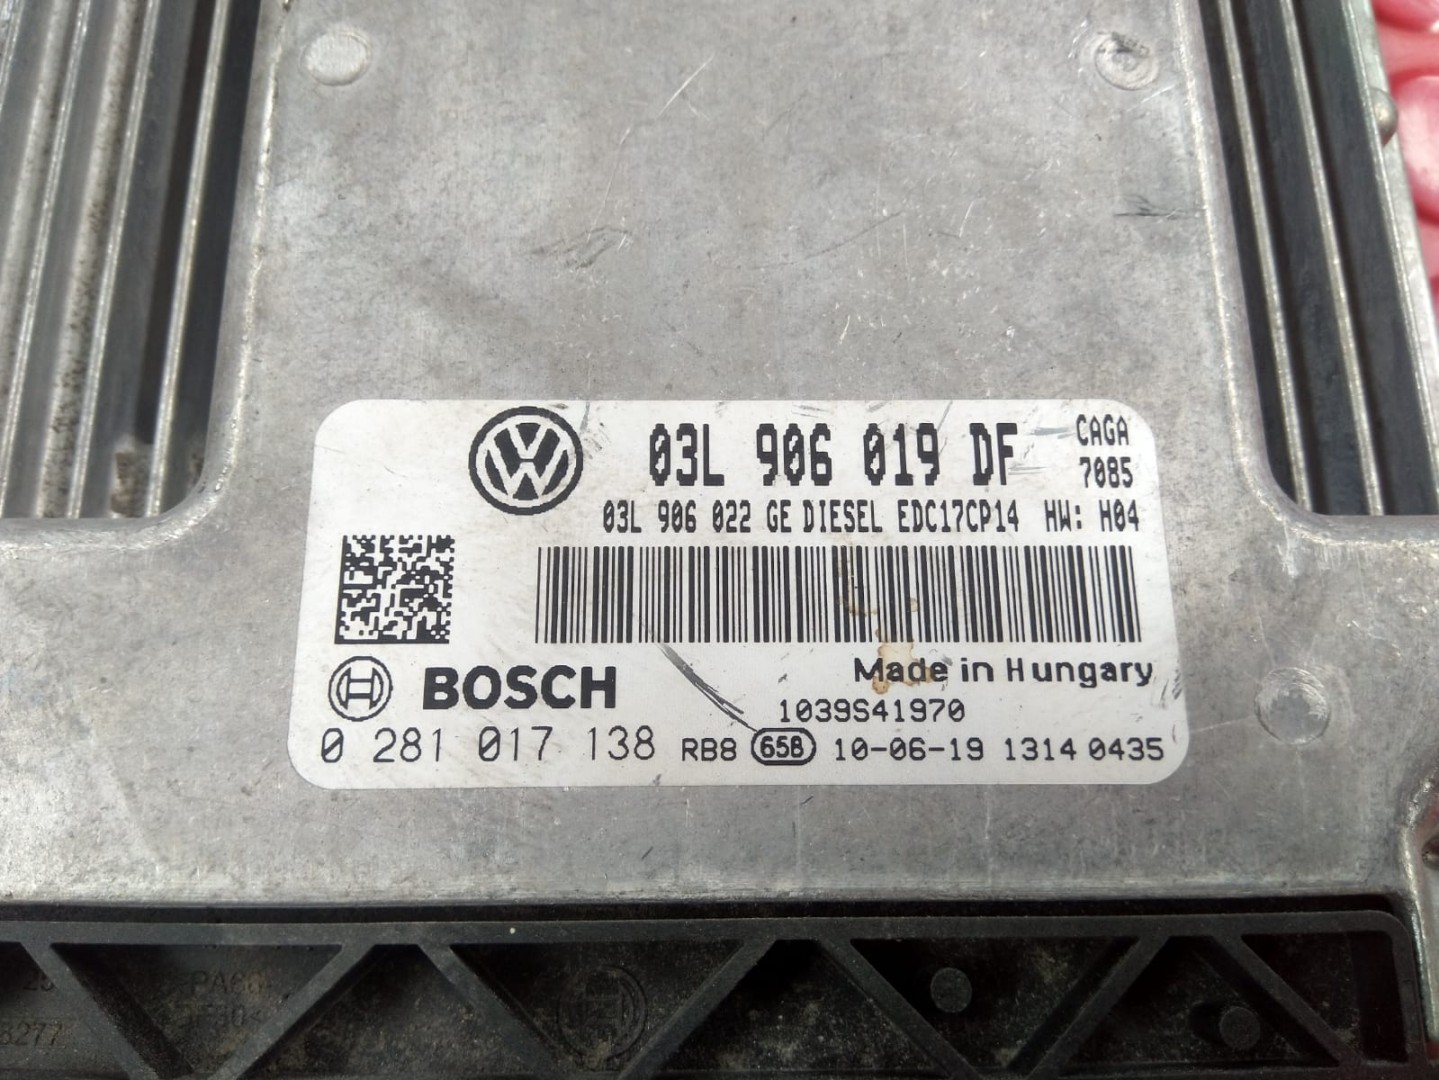 03L 906 019 DF
CAGA
7085
03L 906 022 GE DIESEL EDC17CP14 HW: H04
BOSCH
Made in Hungary
1039S41970
0 281 017 138 RB8 65B 10-06-19 1314 0435